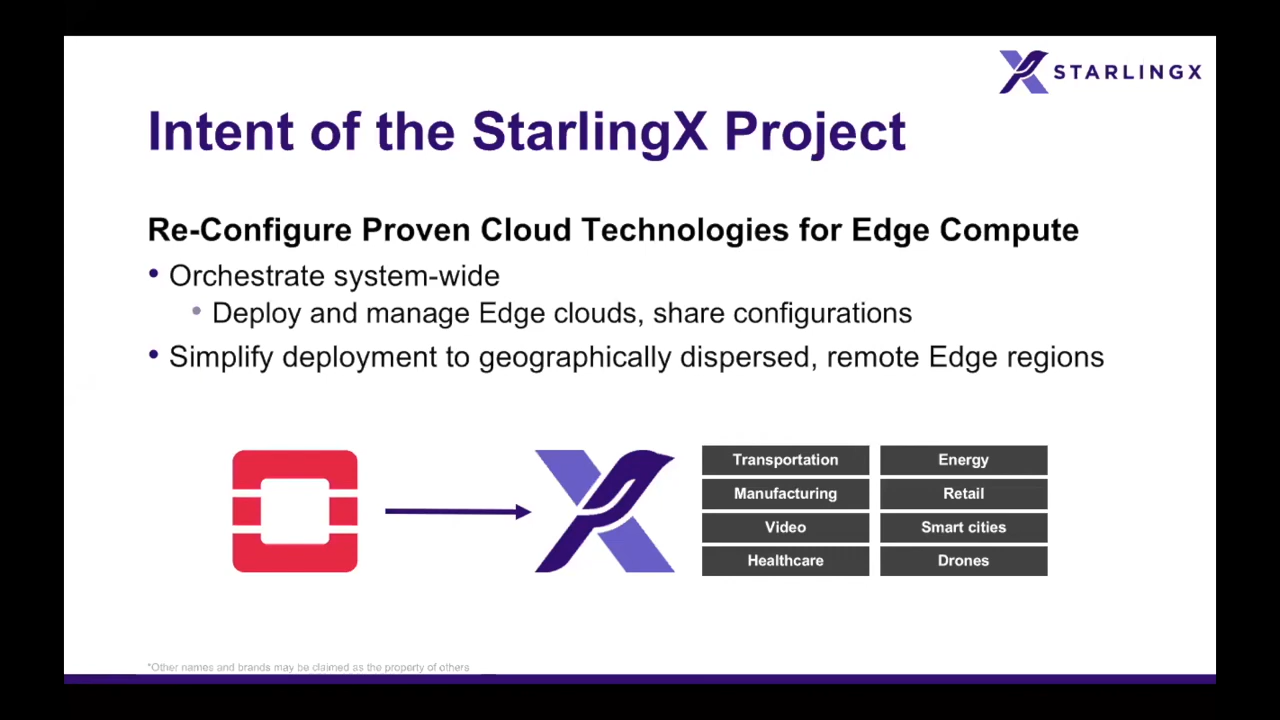 STARLINGX
Intent of the StarlingX Project
Re-Configure Proven Cloud Technologies for Edge Compute
• Orchestrate system-wide
• Deploy and manage Edge clouds, share configurations
• Simplify deployment to geographically dispersed, remote Edge regions
Transportation Energy
Manufacturing Retail
Video Smart cities
Healthcare Drones
*Other names and brands may be claimed as the property of others